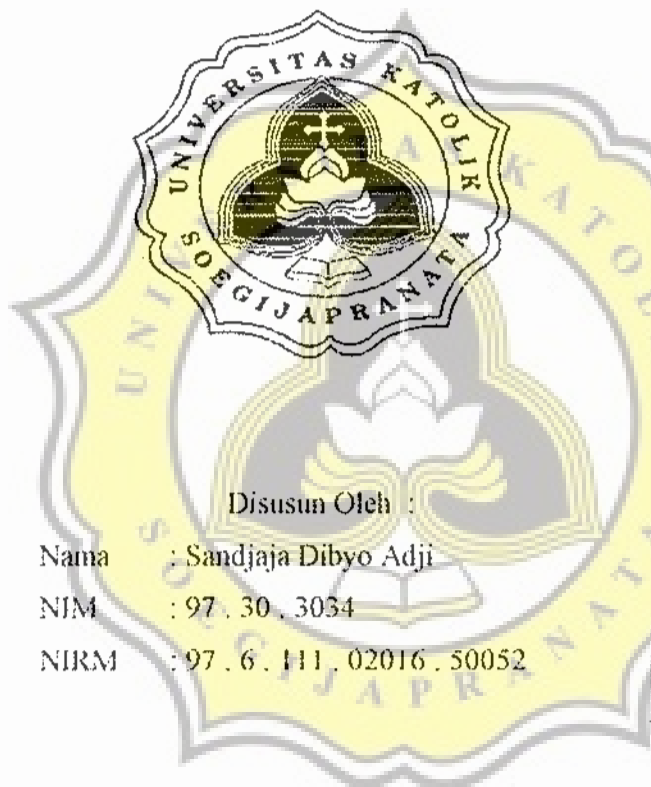 UNIVERSITAS KATOLIK
SOEGIJAPRANATA
Disusun Oleh :
Nama : Sandjaja Dibyo Adji
NIM : 97 . 30 . 3034
NIRM : 97 . 6 . 111 . 02016 . 50052